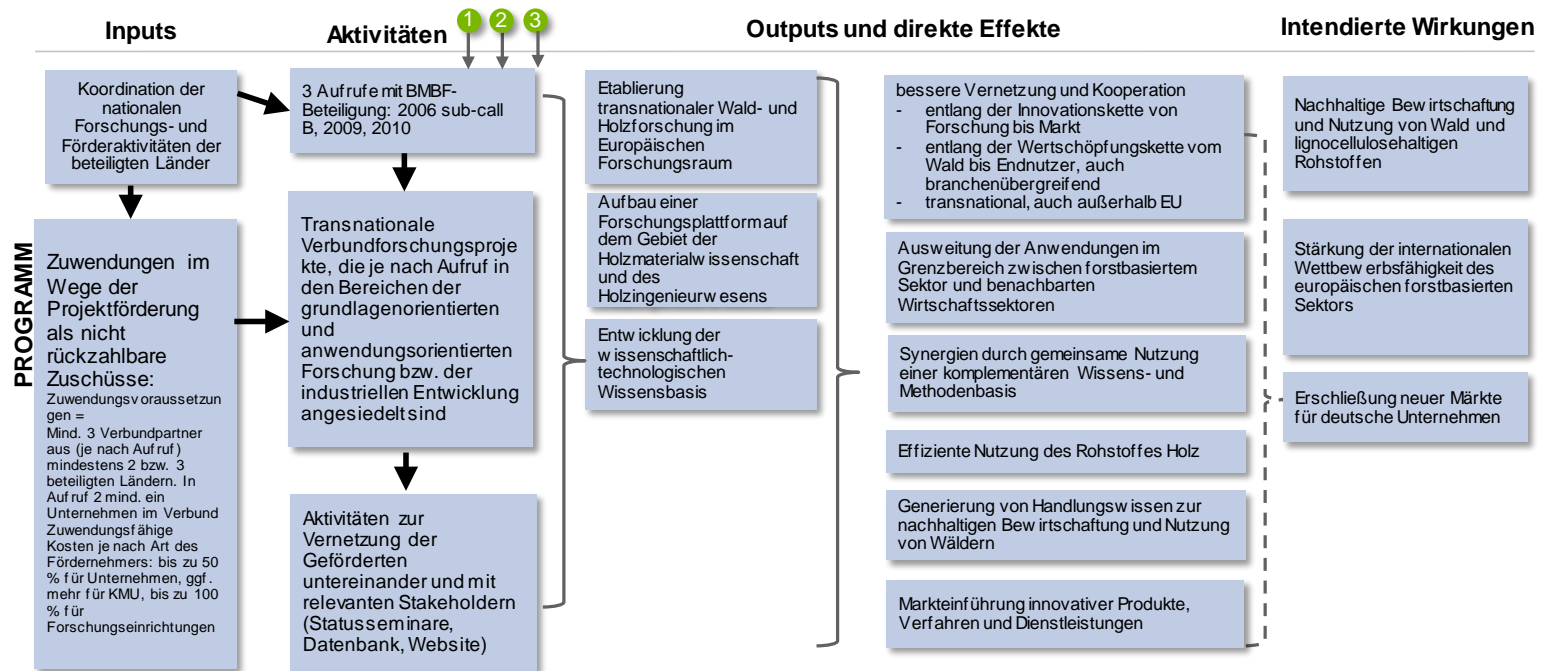 Inputs
Aktivitäten
1 2 3
Outputs und direkte Effekte
Intendierte Wirkungen
PROGRAMM
Koordination der
nationalen
Forschungs- und
Förderaktivitäten der
beteiligten Länder
Zuwendungen im
Wege der
Projektförderung
als nicht
rückzahlbare
Zuschüsse:
Zuwendungsvoraussetzun
gen =
Mind. 3 Verbundpartner
aus (je nach Aufruf)
mindestens 2 bzw. 3
beteiligten Ländern. In
Aufruf 2 mind. ein
Unternehmen im Verbund
Zuwendungsfähige
Kosten je nach Art des
Fördernehmers: bis zu 50
% für Unternehmen, ggf.
mehr für KMU, bis zu 100
% für
Forschungseinrichtungen
3 Aufrufe mit BMBF-
Beteiligung: 2006 sub-call
B, 2009, 2010
Transnationale
Verbundforschungsproje
kte, die je nach Aufruf in
den Bereichen der
grundlagenorientierten
und
anwendungsorientierten
Forschung bzw. der
industriellen Entwicklung
angesiedelt sind
Aktivitäten zur
Vernetzung der
Geförderten
untereinander und mit
relevanten Stakeholdern
(Statusseminare,
Datenbank, Website)
Etablierung
transnationaler Wald- und
Holzforschung im
Europäischen
Forschungsraum
Aufbau einer
Forschungsplattform auf
dem Gebiet der
Holzmaterialwissenschaft
und des
Holzingenieurwesens
Entwicklung der
wissenschaftlich-
technologischen
Wissensbasis
bessere Vernetzung und Kooperation
- entlang der Innovationskette von
Forschung bis Markt
- entlang der Wertschöpfungskette vom
Wald bis Endnutzer, auch
branchenübergreifend
- transnational, auch außerhalb EU
Ausweitung der Anwendungen im
Grenzbereich zwischen forstbasiertem
Sektor und benachbarten
Wirtschaftssektoren
Synergien durch gemeinsame Nutzung
einer komplementären Wissens- und
Methodenbasis
Effiziente Nutzung des Rohstoffes Holz
Generierung von Handlungswissen zur
nachhaltigen Bewirtschaftung und Nutzung
von Wäldern
Markteinführung innovativer Produkte,
Verfahren und Dienstleistungen
Nachhaltige Bewirtschaftung
und Nutzung von Wald und
lignocellulosehaltigen
Rohstoffen
Stärkung der internationalen
Wettbewerbsfähigkeit des
europäischen forstbasierten
Sektors
Erschließung neuer Märkte
für deutsche Unternehmen